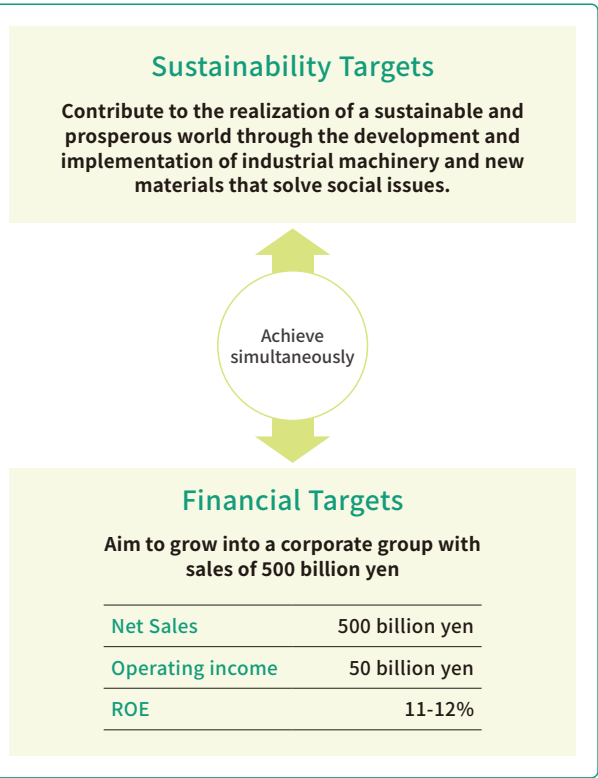 Sustainability Targets
Contribute to the realization of a sustainable and
prosperous world through the development and
implementation of industrial machinery and new
materials that solve social issues.
Achieve
simultaneously
Financial Targets
Aim to grow into a corporate group with
sales of 500 billion yen
Net Sales 500 billion yen
Operating income 50 billion yen
ROE 11-12%